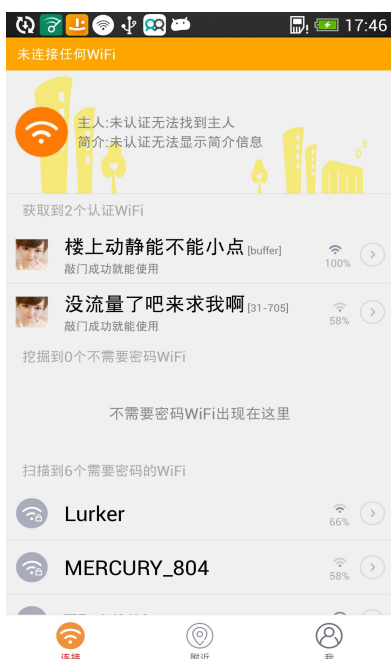 17:46
未连接任何WiFi
主人:未认证无法找到主人
简介:未认证无法显示简介信息
获取到2个认证WiFi
楼上动静能不能小点 [buffer]
敲门成功就能使用
100%
没流量了吧来求我啊 [31-705]
敲门成功就能使用
58%
挖掘到0个不需要密码WiFi
不需要密码WiFi出现在这里
扫描到6个需要密码的WiFi
Lurker
66%
MERCURY_804
58%
连接
附近
我